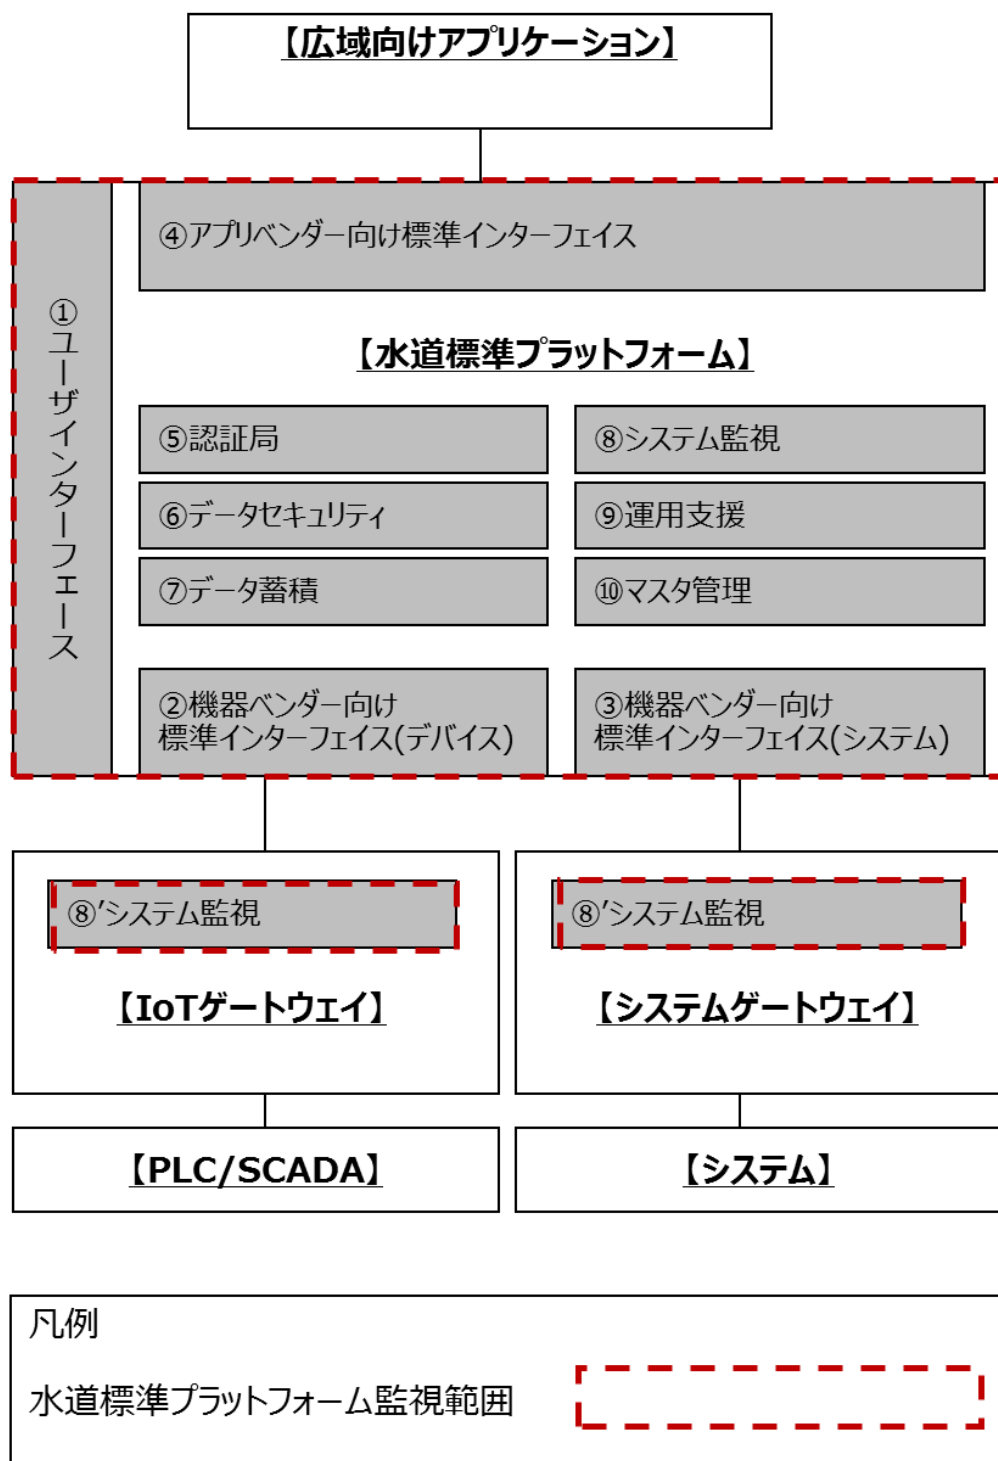 【広域向けアプリケーション】
④アプリベンダー向け標準インターフェイス
①ユーザインターフェース
【水道標準プラットフォーム】
⑤認証局
⑧システム監視
⑥データセキュリティ
⑨運用支援
⑦データ蓄積
⑩マスタ管理
②機器ベンダー向け
標準インターフェイス(デバイス)
③機器ベンダー向け
標準インターフェイス(システム)
⑧’システム監視
【IoTゲートウェイ】
⑧’システム監視
【システムゲートウェイ】
【PLC/SCADA】
【システム】
凡例
水道標準プラットフォーム監視範囲